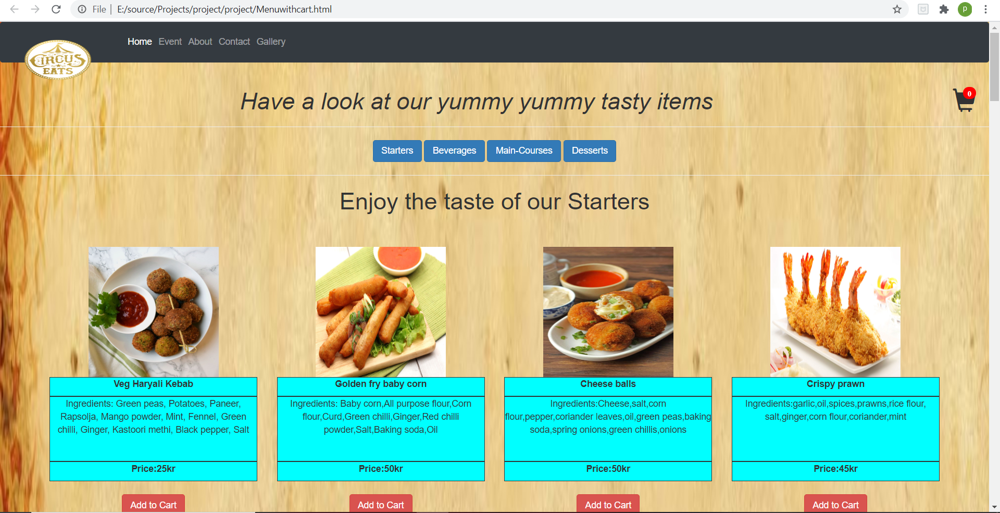 File | E:/source/Projects/project/project/Menuwithcart.html
p
CIRCUS
EATS
Home Event About Contact Gallery
Have a look at our yummy yummy tasty items
0
Starters Beverages Main-Courses Desserts
Enjoy the taste of our Starters
Veg Haryali Kebab
Ingredients: Green peas, Potatoes, Paneer,
Rapsolja, Mango powder, Mint, Fennel, Green
chilli, Ginger, Kastoori methi, Black pepper, Salt
Price:25kr
Add to Cart
Golden fry baby corn
Ingredients: Baby corn,All purpose flour,Corn
flour,Curd,Green chilli,Ginger,Red chilli
powder,Salt,Baking soda,Oil
Price:50kr
Add to Cart
Cheese balls
Ingredients:Cheese,salt,corn
flour,pepper,coriander leaves,oil,green peas,baking
soda,spring onions,green chillis,onions
Price:50kr
Add to Cart
Crispy prawn
Ingredients:garlic,oil,spices,prawns,rice flour,
salt,ginger,corn flour,coriander,mint
Price:45kr
Add to Cart